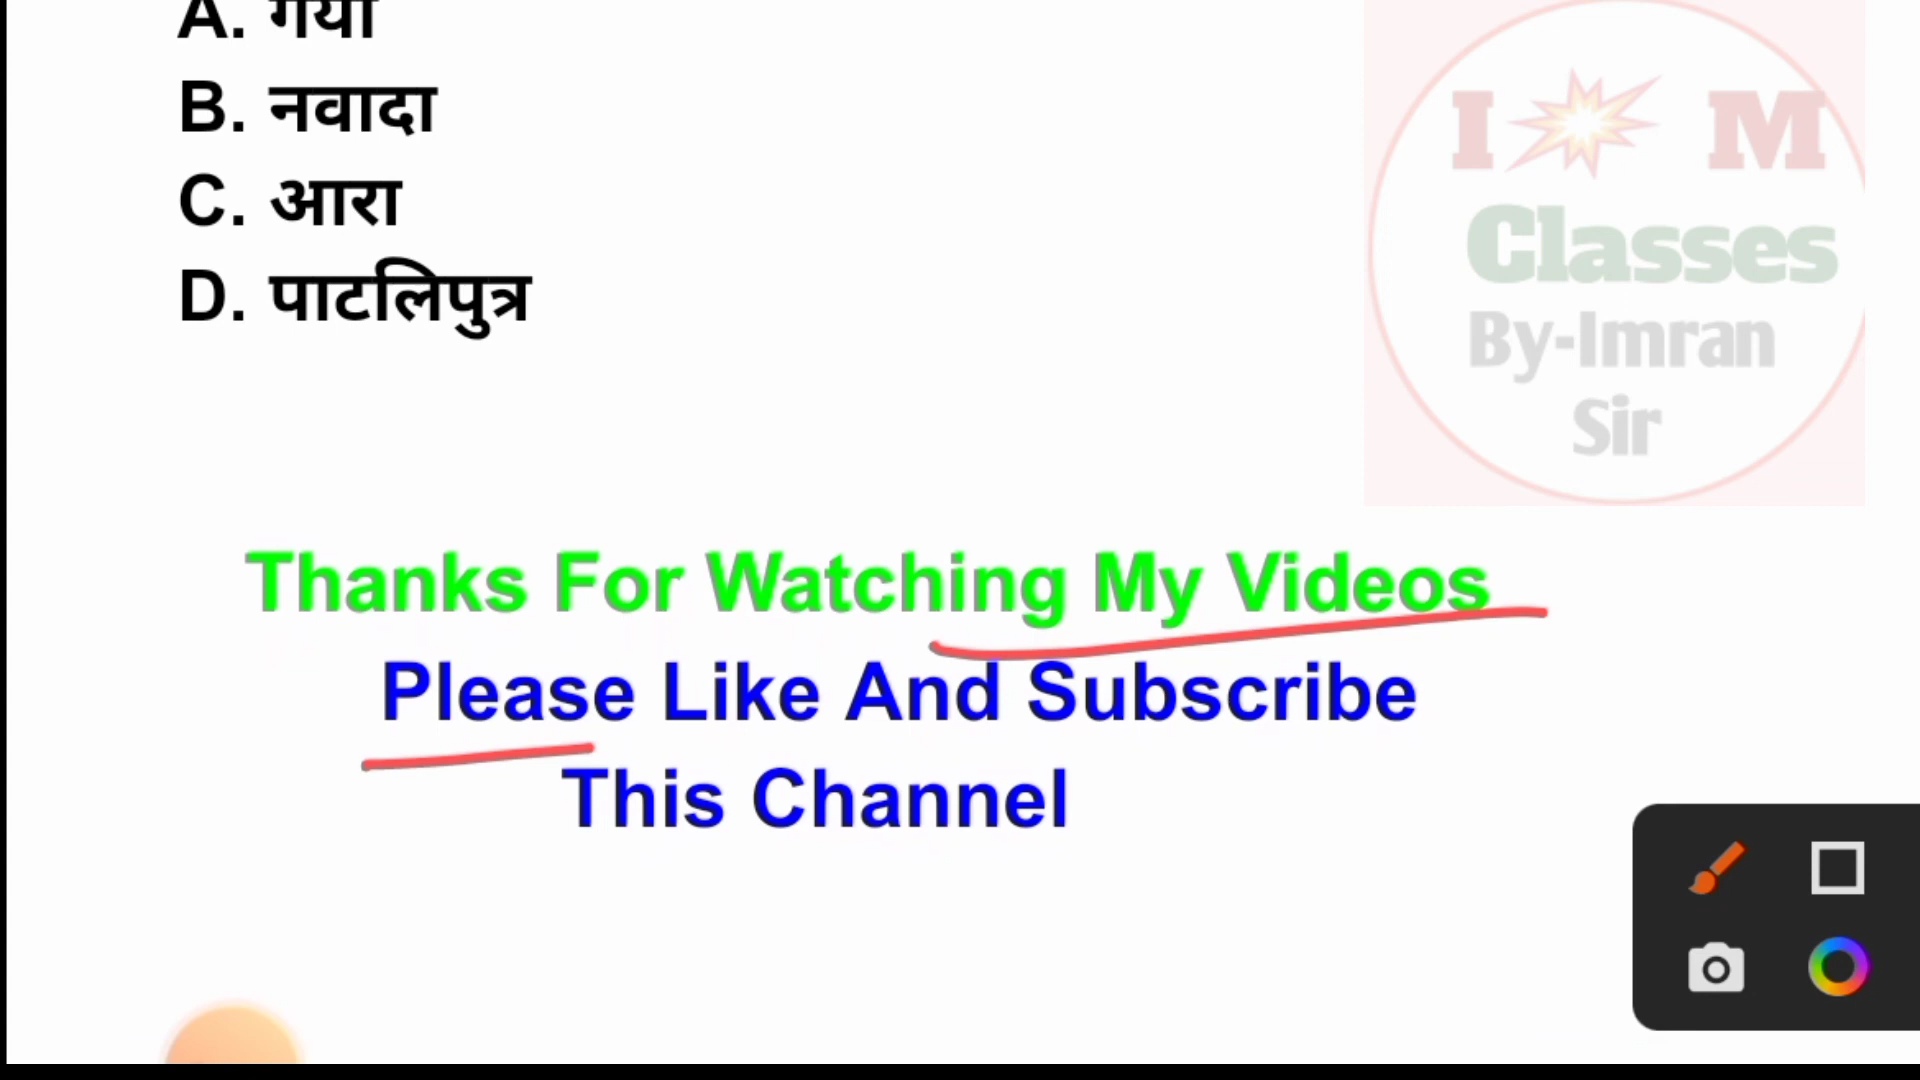 A. गया
B. नवादा
C. आरा
D. पाटलिपुत्र
I M
Classes
By-Imran
Sir
Thanks For Watching My Videos
Please Like And Subscribe
This Channel